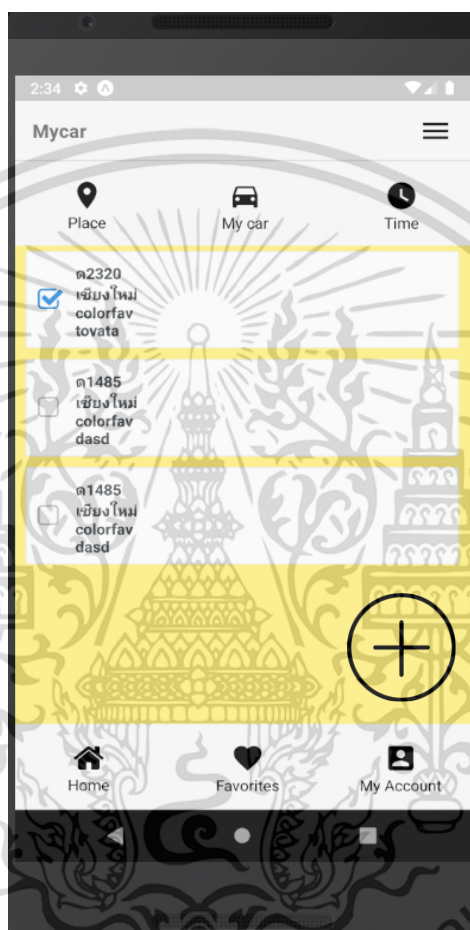 2:34
Mycar
Place
My car
Time
ด2320
เชียงใหม่
colorfav
tovata
ด1485
เชียงใหม่
colorfav
dasd
ด1485
เชียงใหม่
colorfav
dasd
Home
Favorites
My Account